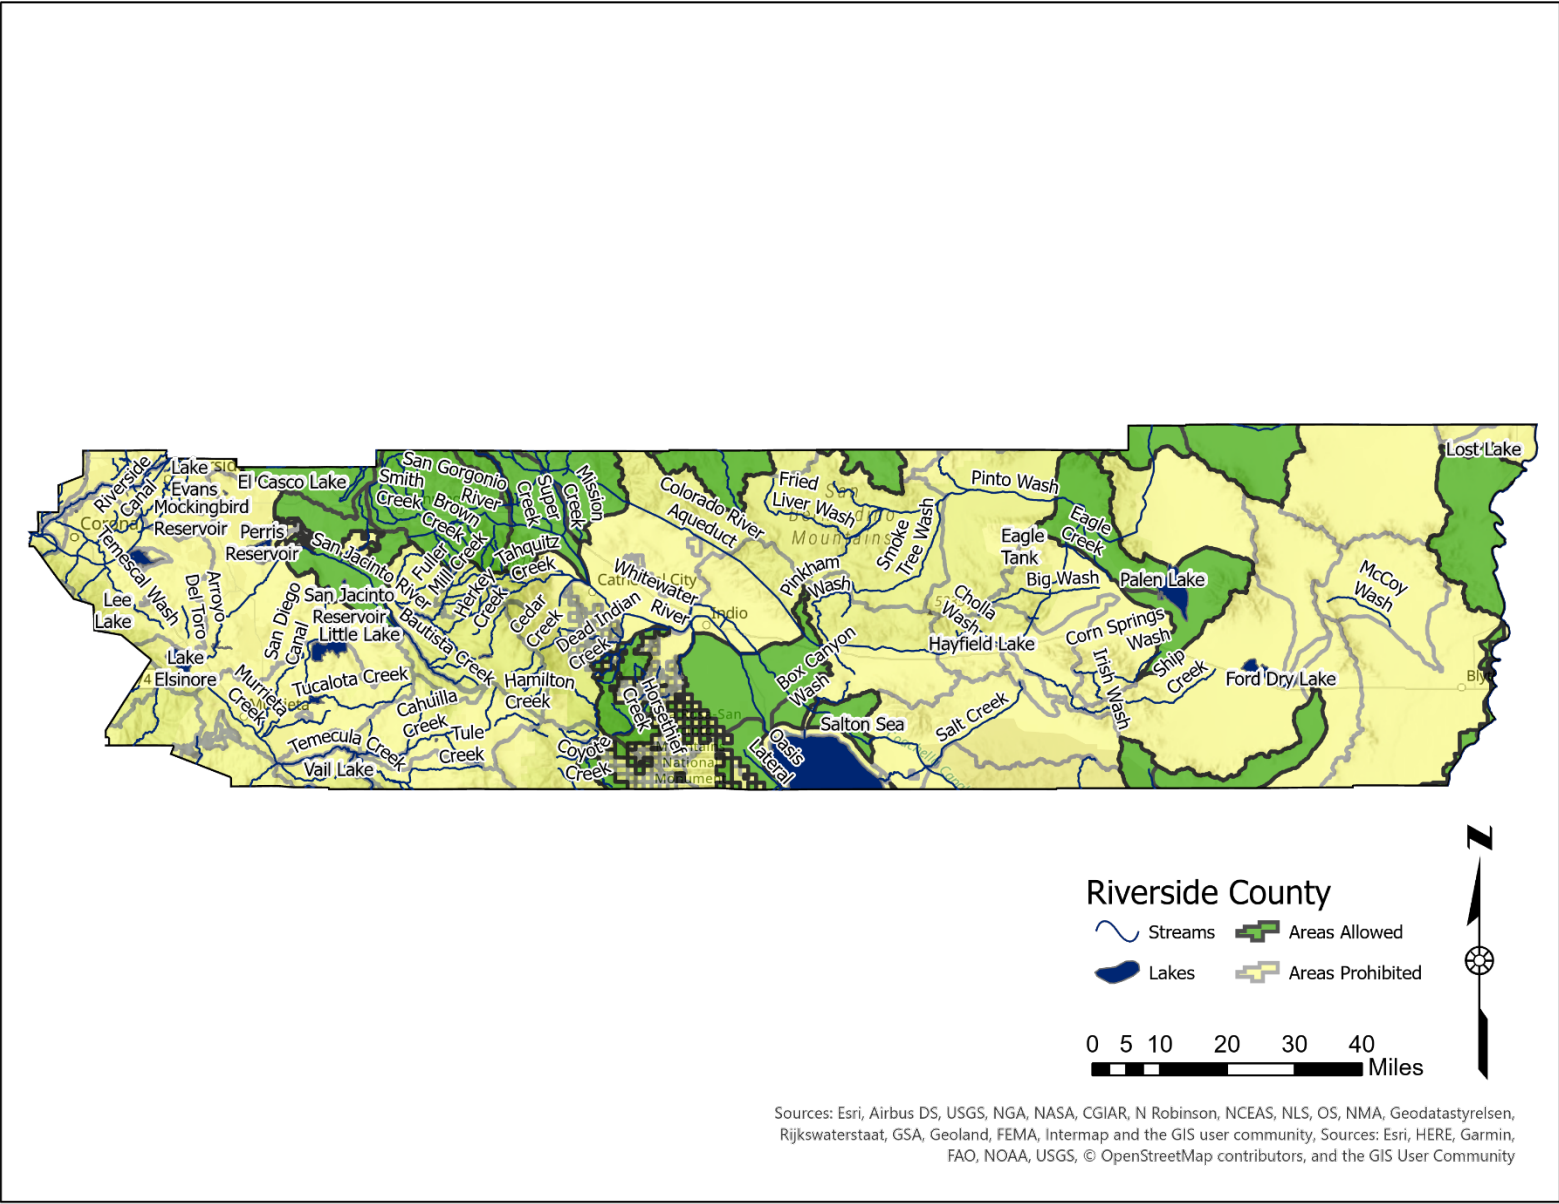 Lake
Evans
Riverside
Canal
Mockingbird
Reservoir
Corona
Temescal Wash
Lee
Lake
Lake
Elsinore
Arroyo
Del Toro
El Casco Lake
Perris
Reservoir
San Jacinto River
San Jacinto
Reservoir
Little Lake
San Diego
Canal
Murrieta
Creek
Tucalota Creek
Temecula Creek
Vail Lake
Cahuilla
Creek
Tule
Creek
Bautista Creek
Hamilton
Creek
San Gorgonio
River
Smith
Creek
Brown
Creek
Fuller
Mill Creek
Herkey
Creek
Tahquitz
Creek
Super
Creek
Mission
Creek
Cedar
Creek
Dead Indian
Creek
Whitewater
River
Indio
Colorado River
Aqueduct
Horsethief
Creek
Coyote
Creek
San
National
Oasis
Lateral
Salton Sea
Box Canyon
Wash
Pinkham
Wash
Fried
Liver Wash
San
Mountains
Smoke
Tree Wash
Pinto Wash
Cholla
Wash
Hayfield Lake
Salt Creek
Eagle
Tank
Eagle
Creek
Big Wash
Palen Lake
Corn Springs
Wash
Irish Wash
Ship
Creek
Ford Dry Lake
McCoy
Wash
Lost Lake
Riverside County
Streams
Areas Allowed
Lakes
Areas Prohibited
N
0 5 10 20 30 40
Miles
Sources: Esri, Airbus DS, USGS, NGA, NASA, CGIAR, N Robinson, NCEAS, NLS, OS, NMA, Geodatastyrelsen,
Rijkswaterstaat, GSA, Geoland, FEMA, Intermap and the GIS user community, Sources: Esri, HERE, Garmin,
FAO, NOAA, USGS, © OpenStreetMap contributors, and the GIS User Community